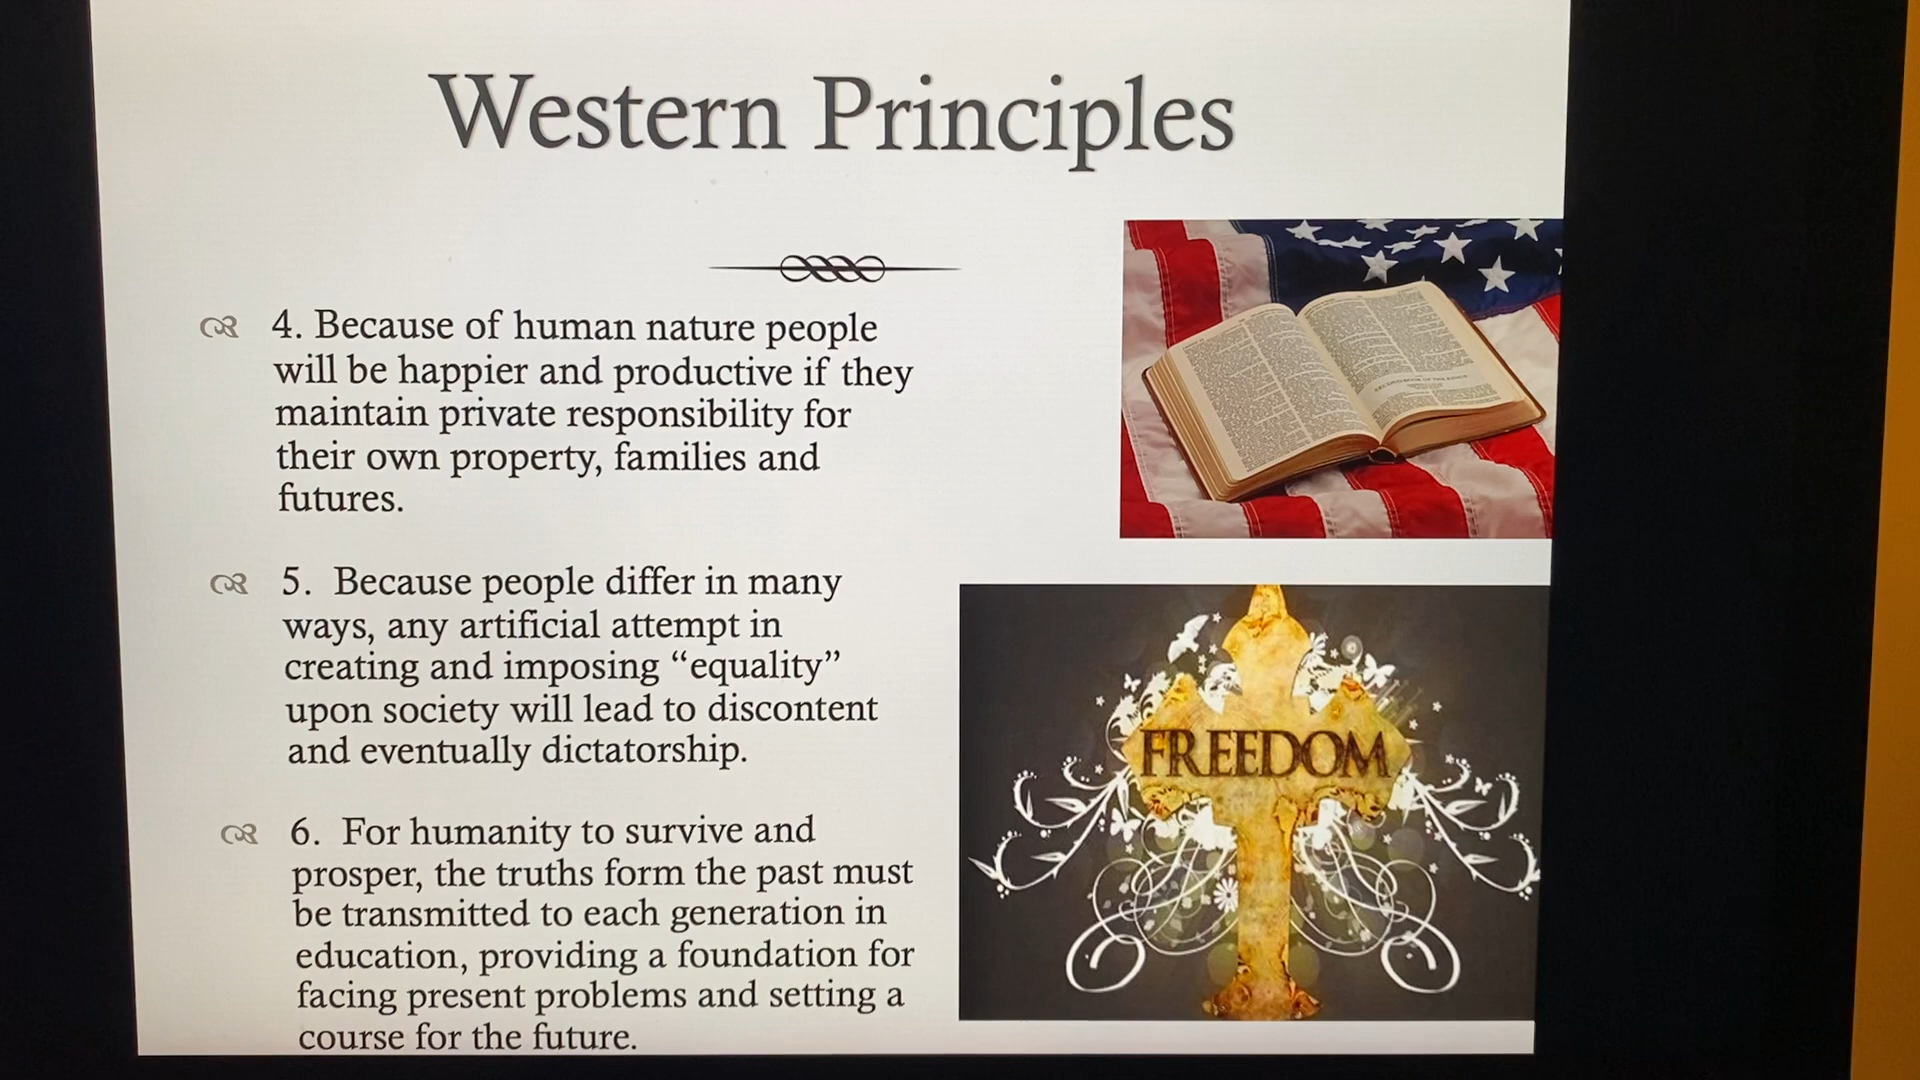 Western Principles
4. Because of human nature people
will be happier and productive if they
maintain private responsibility for
their own property, families and
futures.
5. Because people differ in many
ways, any artificial attempt in
creating and imposing “equality”
upon society will lead to discontent
and eventually dictatorship.
6. For humanity to survive and
prosper, the truths form the past must
be transmitted to each generation in
education, providing a foundation for
facing present problems and setting a
course for the future.
FREEDOM